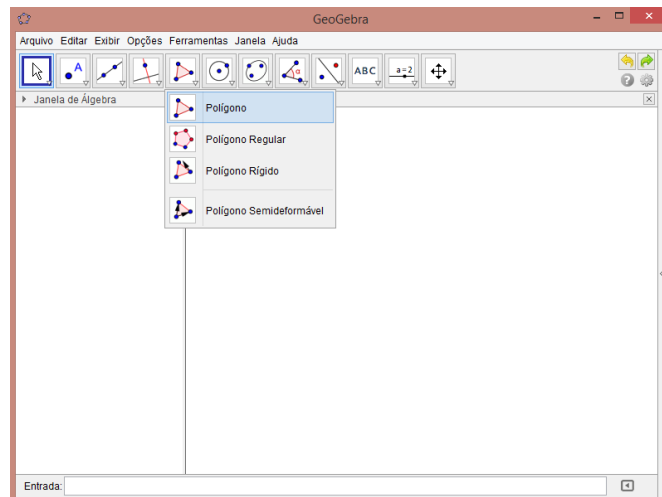 GeoGebra
Arquivo Editar Exibir Opções Ferramentas Janela Ajuda
A α ABC a=2
Janela de Álgebra
Polígono
Polígono Regular
Polígono Rígido
Polígono Semideformável
Entrada: